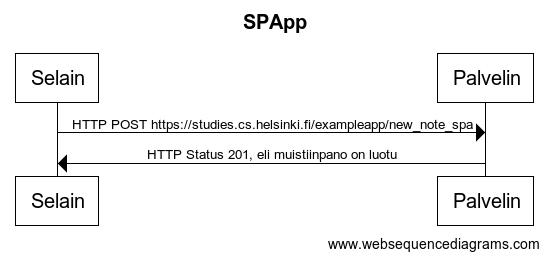 SPApp
Selain
Palvelin
HTTP POST https://studies.cs.helsinki.fi/exampleapp/new_note_spa
HTTP Status 201, eli muistiinpano on luotu
Selain
Palvelin
www.websequencediagrams.com